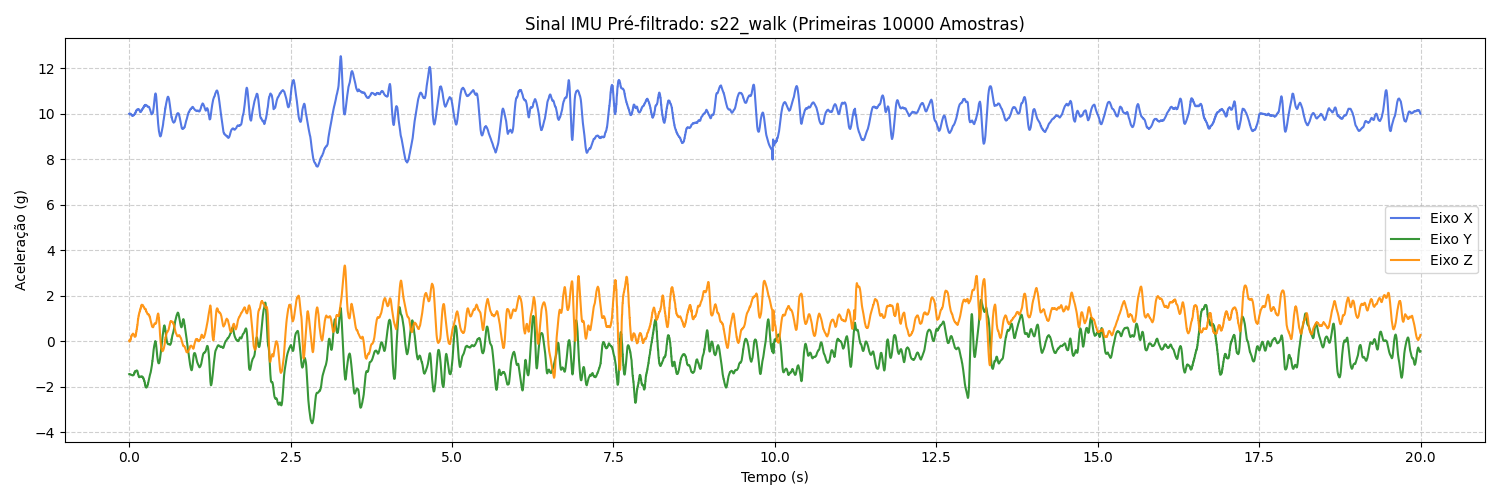 Sinal IMU Pré-filtrado: s22_walk (Primeiras 10000 Amostras)
Aceleração (g)
12
10
8
6
4
2
0
−2
−4
Eixo X
Eixo Y
Eixo Z
0.0 2.5 5.0 7.5 10.0 12.5 15.0 17.5 20.0
Tempo (s)